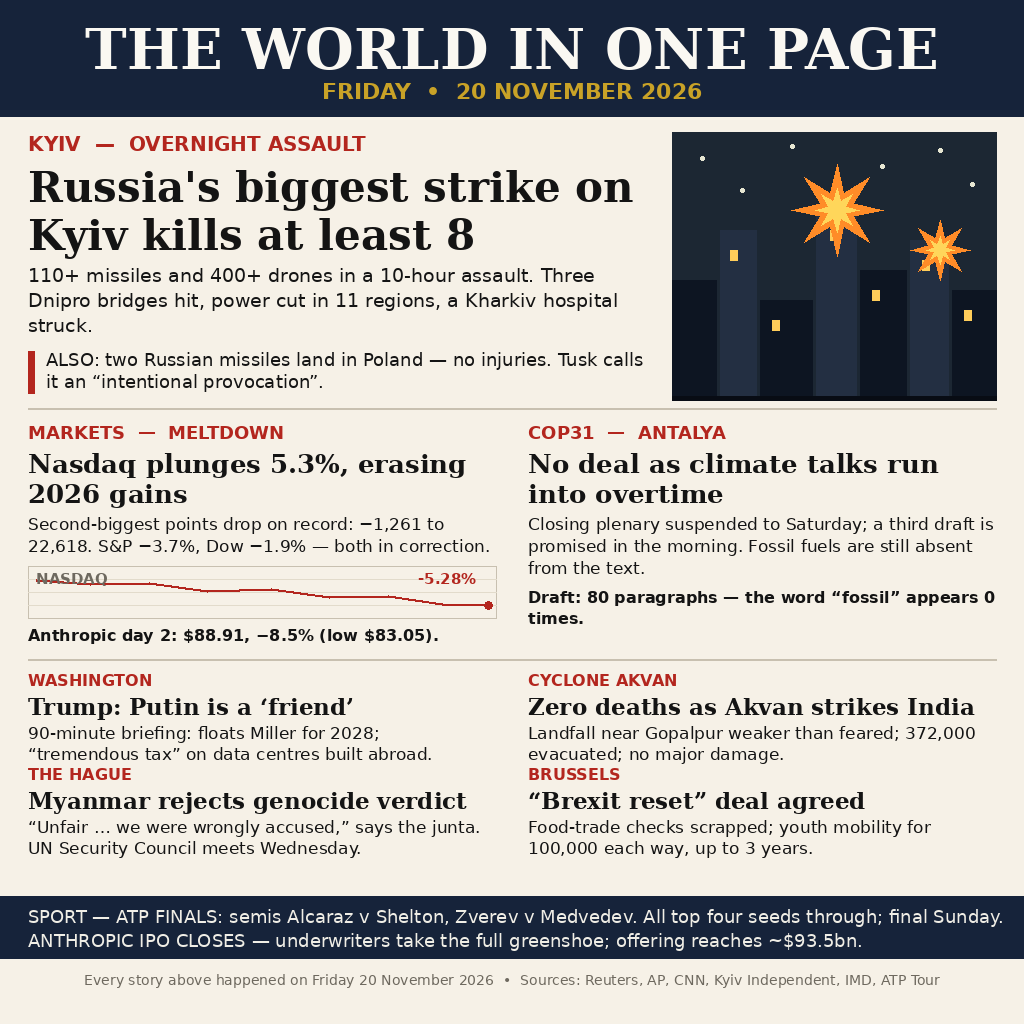 THE WORLD IN ONE PAGE
FRIDAY • 20 NOVEMBER 2026
KYIV — OVERNIGHT ASSAULT
Russia's biggest strike on
Kyiv kills at least 8
110+ missiles and 400+ drones in a 10-hour assault. Three
Dnipro bridges hit, power cut in 11 regions, a Kharkiv hospital
struck.
ALSO: two Russian missiles land in Poland — no injuries. Tusk calls
it an “intentional provocation”.
MARKETS — MELTDOWN
Nasdaq plunges 5.3%, erasing
2026 gains
Second-biggest points drop on record: −1,261 to
22,618. S&P −3.7%, Dow −1.9% — both in correction.
NASDAQ
-5.28%
Anthropic day 2: $88.91, −8.5% (low $83.05).
COP31 — ANTALYA
No deal as climate talks run
into overtime
Closing plenary suspended to Saturday; a third draft is
promised in the morning. Fossil fuels are still absent
from the text.
Draft: 80 paragraphs — the word “fossil” appears 0
times.
WASHINGTON
Trump: Putin is a ‘friend’
90-minute briefing: floats Miller for 2028;
“tremendous tax” on data centres built abroad.
CYCLONE AKVAN
Zero deaths as Akvan strikes India
Landfall near Gopalpur weaker than feared; 372,000
evacuated; no major damage.
THE HAGUE
Myanmar rejects genocide verdict
“Unfair … we were wrongly accused,” says the junta.
UN Security Council meets Wednesday.
BRUSSELS
“Brexit reset” deal agreed
Food-trade checks scrapped; youth mobility for
100,000 each way, up to 3 years.
SPORT — ATP FINALS: semis Alcaraz v Shelton, Zverev v Medvedev. All top four seeds through; final Sunday.
ANTHROPIC IPO CLOSES — underwriters take the full greenshoe; offering reaches ~$93.5bn.
Every story above happened on Friday 20 November 2026 • Sources: Reuters, AP, CNN, Kyiv Independent, IMD, ATP Tour